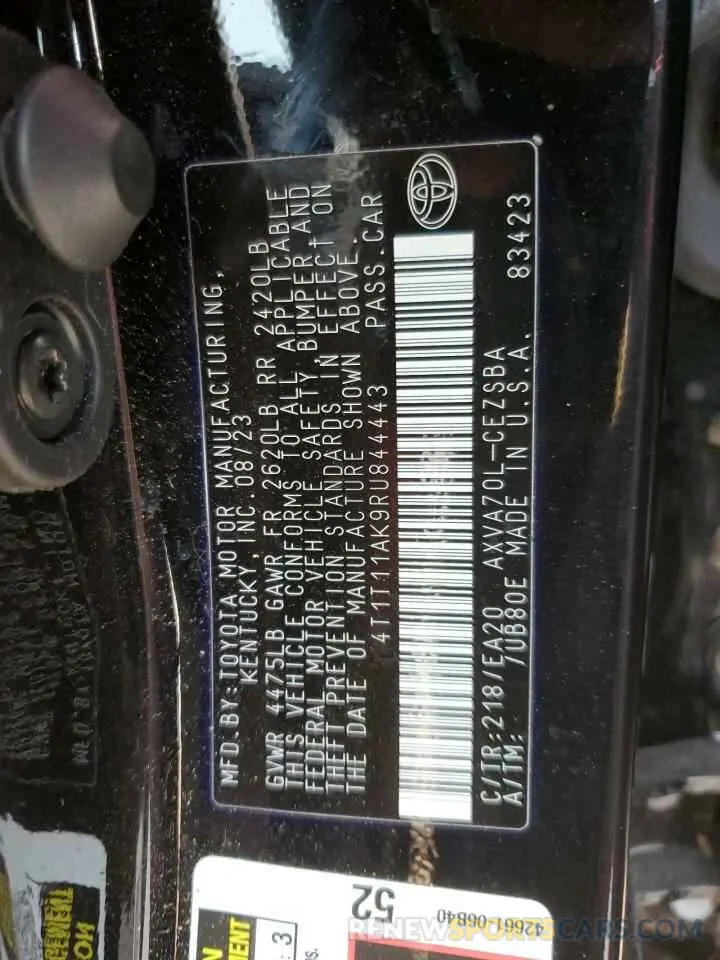 MFD.BY:TOYOTA MOTOR MANUFACTURING,
KENTUCKY, INC. 08/23
GVWR 4475LB GAWR FR 2620LB RR 2420LB
THIS VEHICLE CONFORMS TO ALL APPLICABLE
FEDERAL MOTOR VEHICLE SAFETY, BUMPER AND
THEFT PREVENTION STANDARDS IN EFFECT ON
THE DATE OF MANUFACTURE SHOWN ABOVE.
4T1T11AK9RU844443 PASS.CAR
C/TR:218/EA20 AXVA70L-CEZSBA
A/TM: /UB80E MADE IN U.S.A. 83423
52
42661-06B40
3
RENEWSPORTCARS.COM